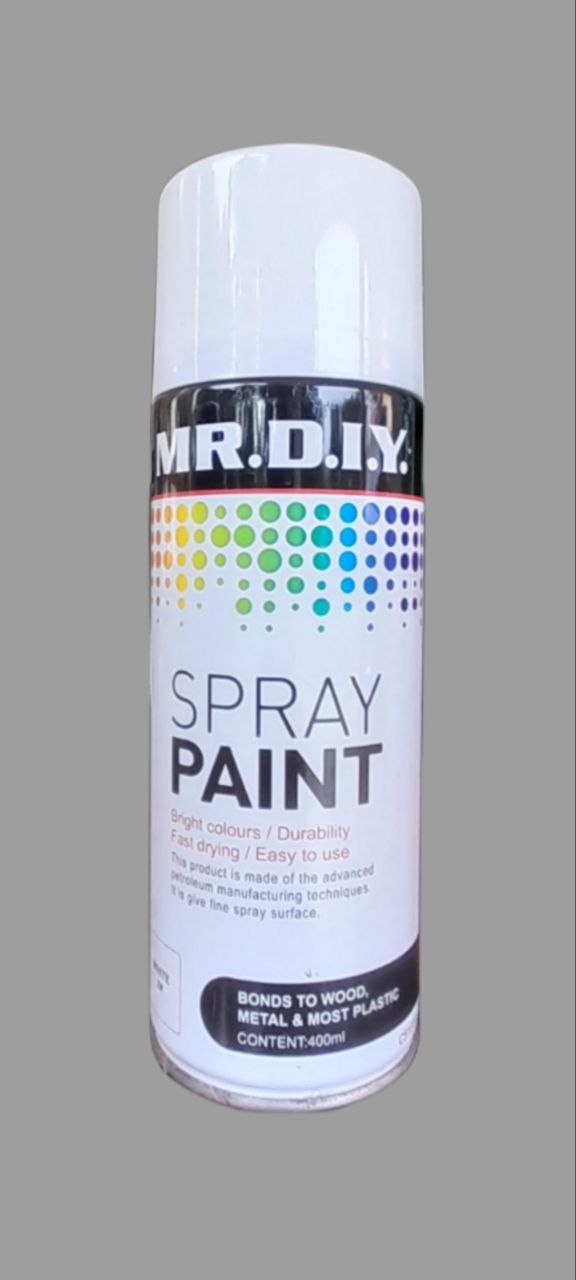 MR.D.I.Y.
SPRAY
PAINT
Bright colours / Durability
Fast drying / Easy to use
This product is made of the advanced
petroleum manufacturing techniques.
It is give fine spray surface.
WHITE
BONDS TO WOOD,
METAL & MOST PLASTIC
CONTENT:400ml